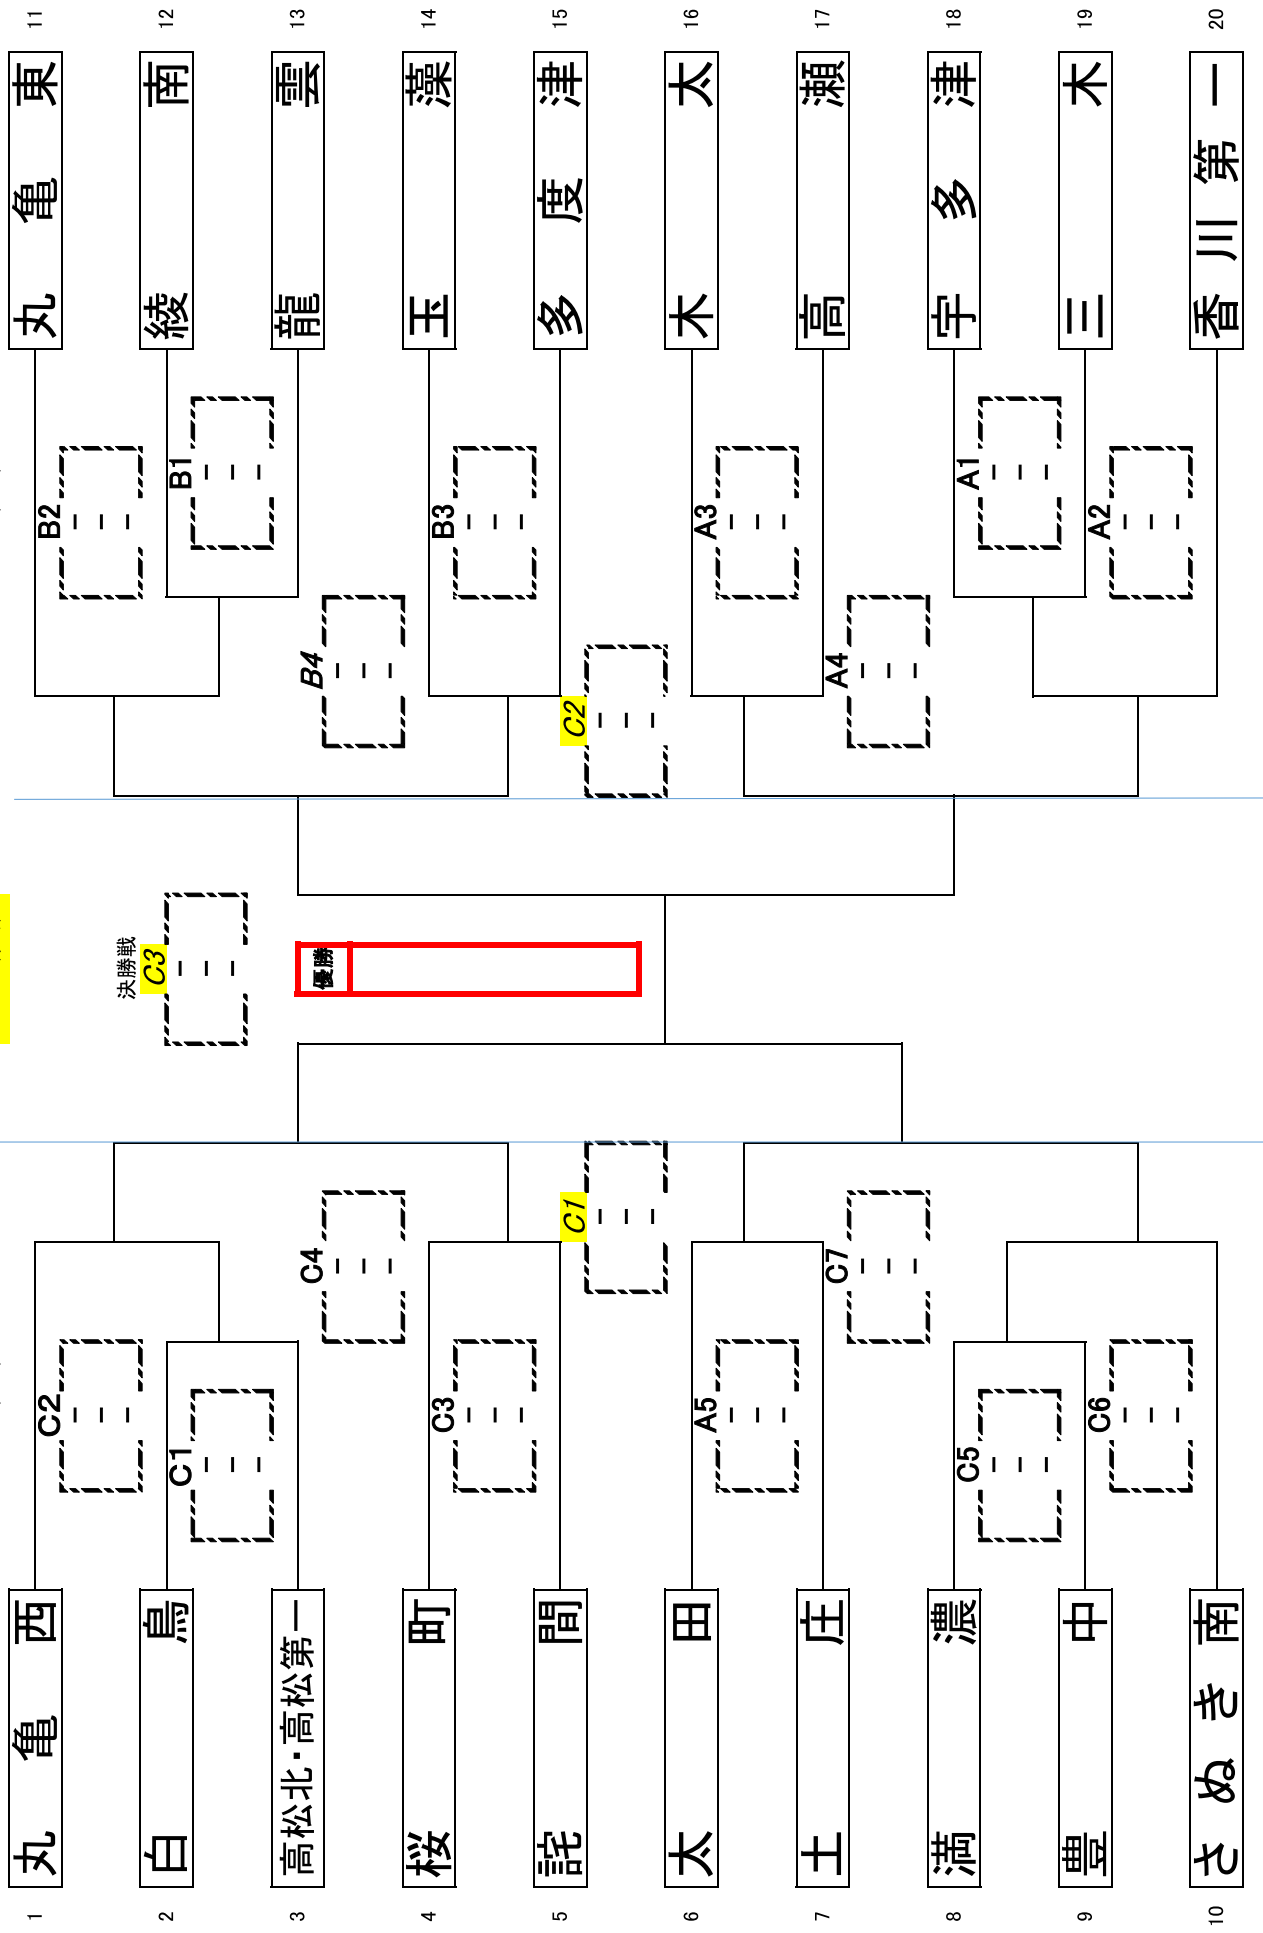 1 丸亀西
2 白鳥
3 高松北・高松第一
4 桜町
5 詫間
6 太田
7 土庄
8 満濃
9 豊中
10 さぬき南
C2
C1
C4
C3
C1
A5
C7
C5
C6
決勝戦
C3
優勝
B2
B1
B4
B3
C2
A3
A4
A1
A2
丸亀東 11
綾南 12
龍雲 13
玉藻 14
多度津 15
木太 16
高瀬 17
宇多津 18
三木 19
香川第一 20